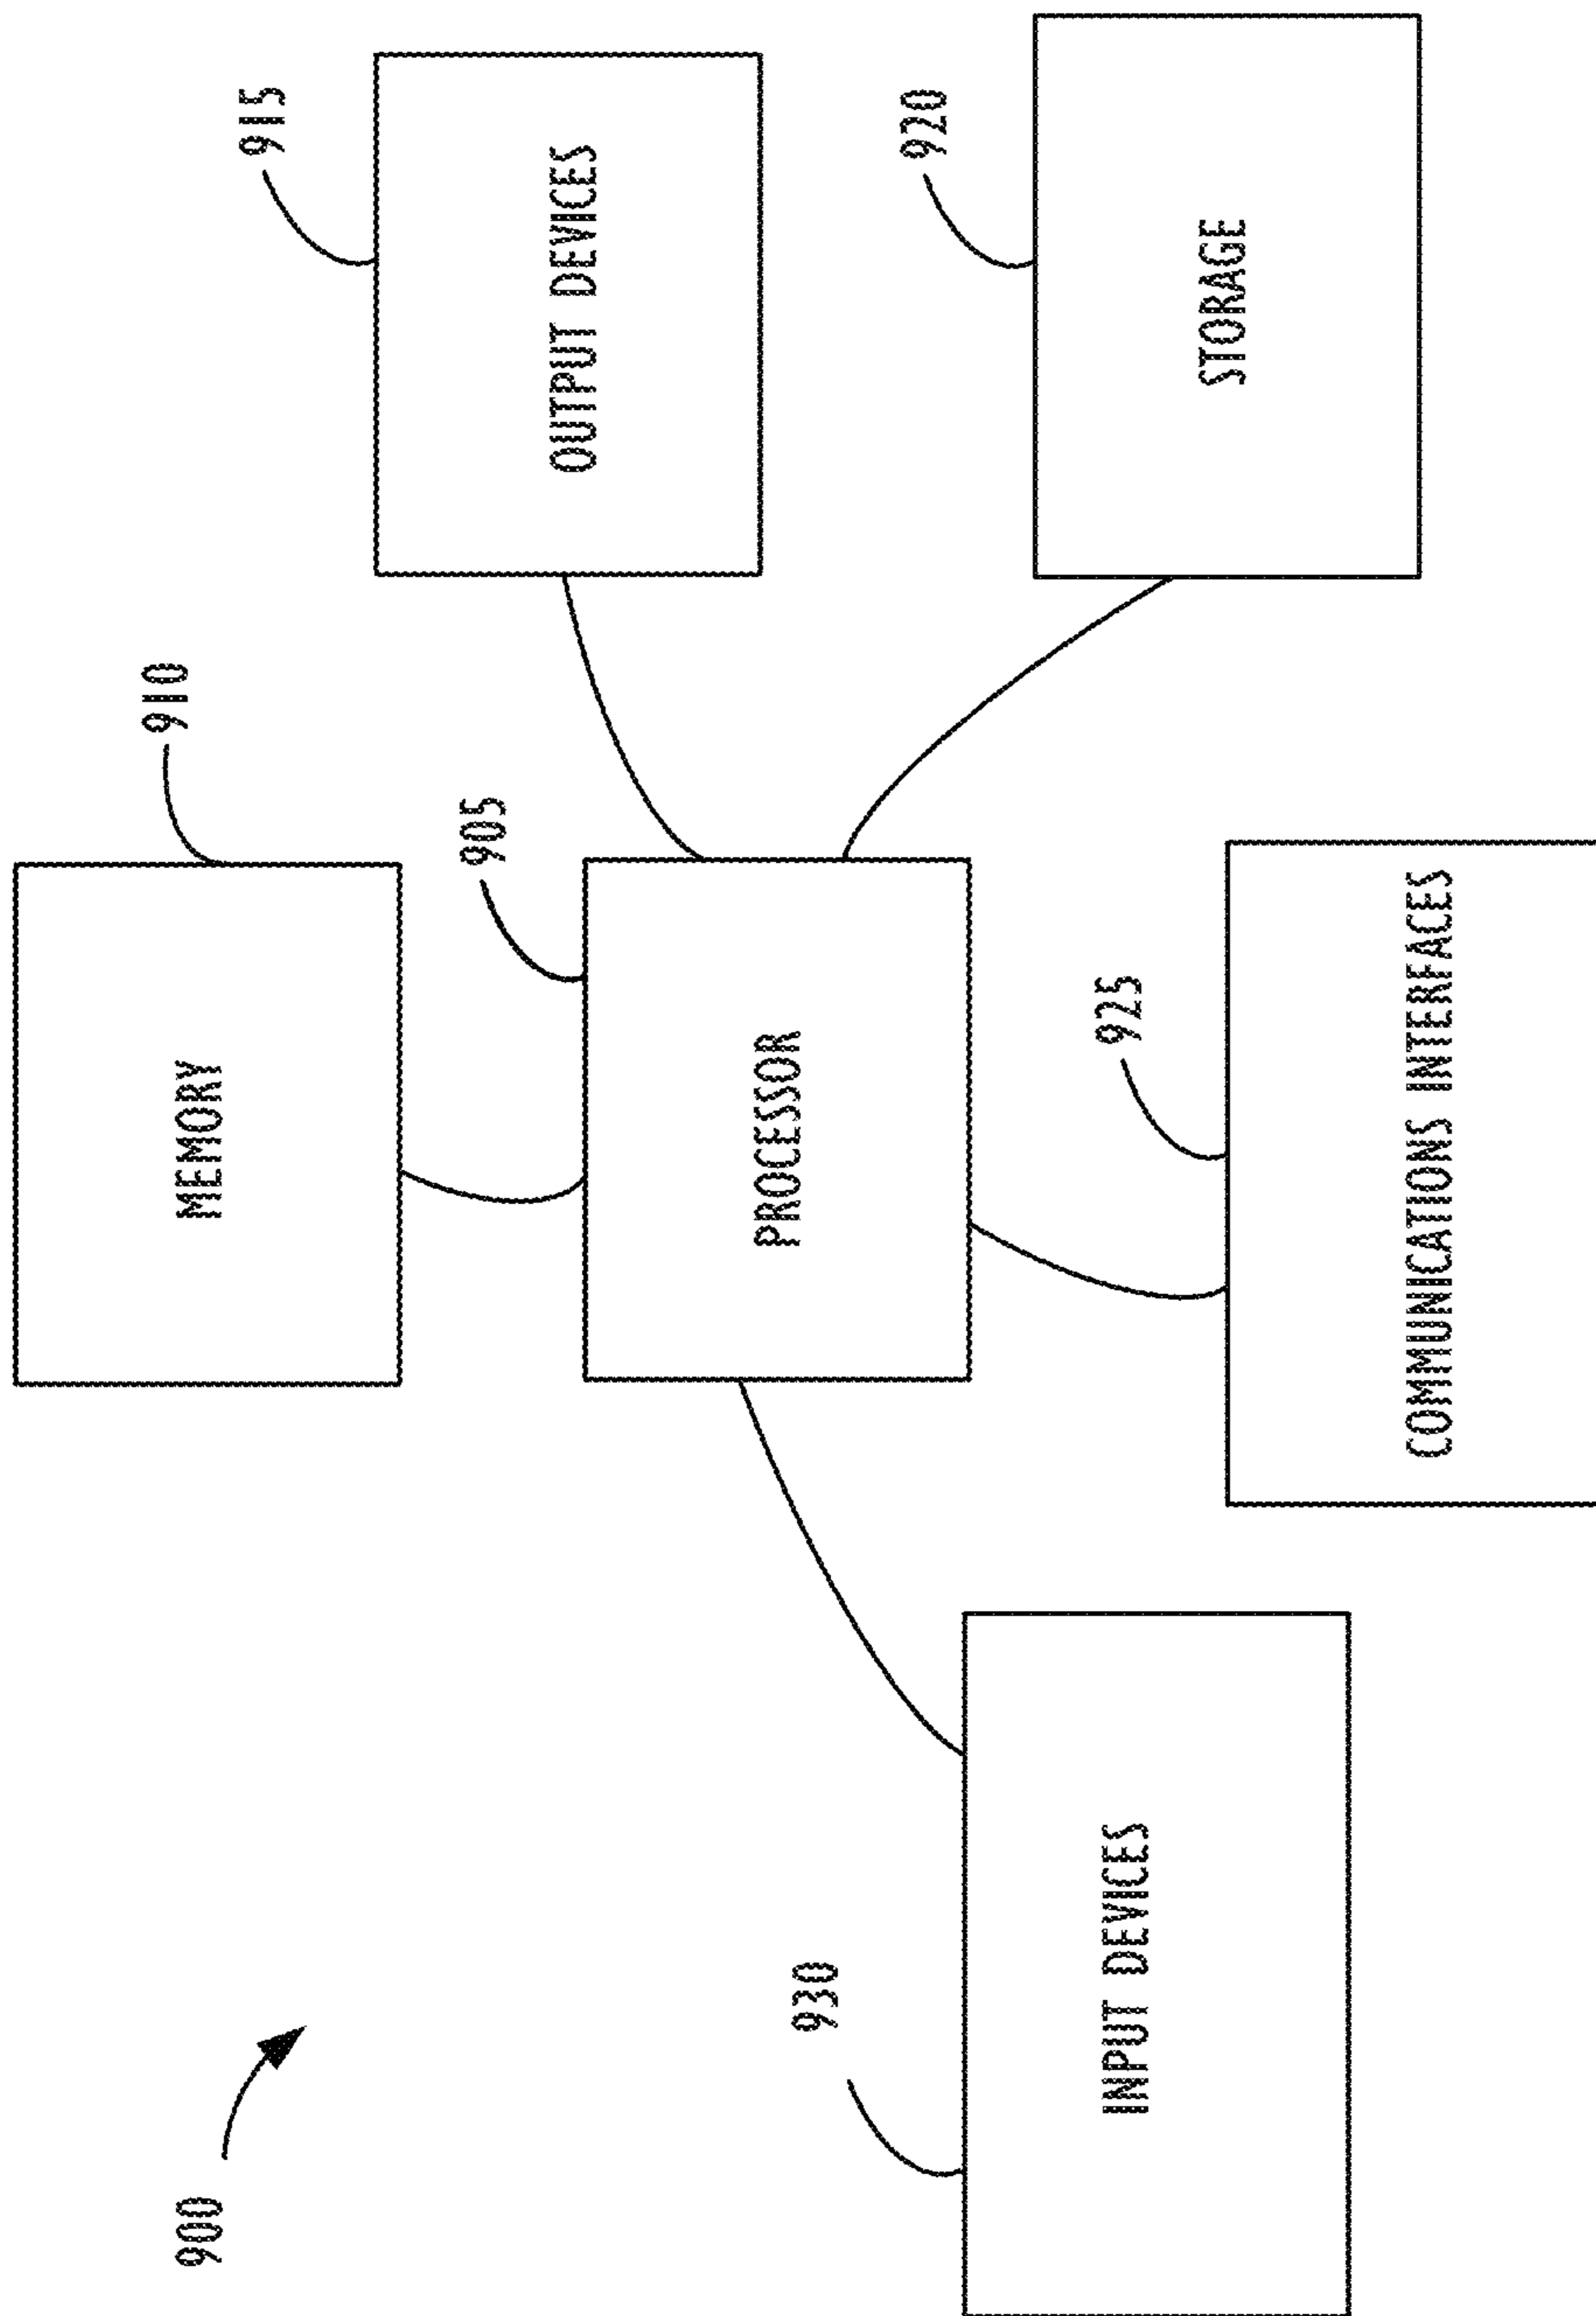 900
MEMORY
910
905
PROCESSOR
915
OUTPUT DEVICES
920
STORAGE
925
COMMUNICATIONS INTERFACES
930
INPUT DEVICES